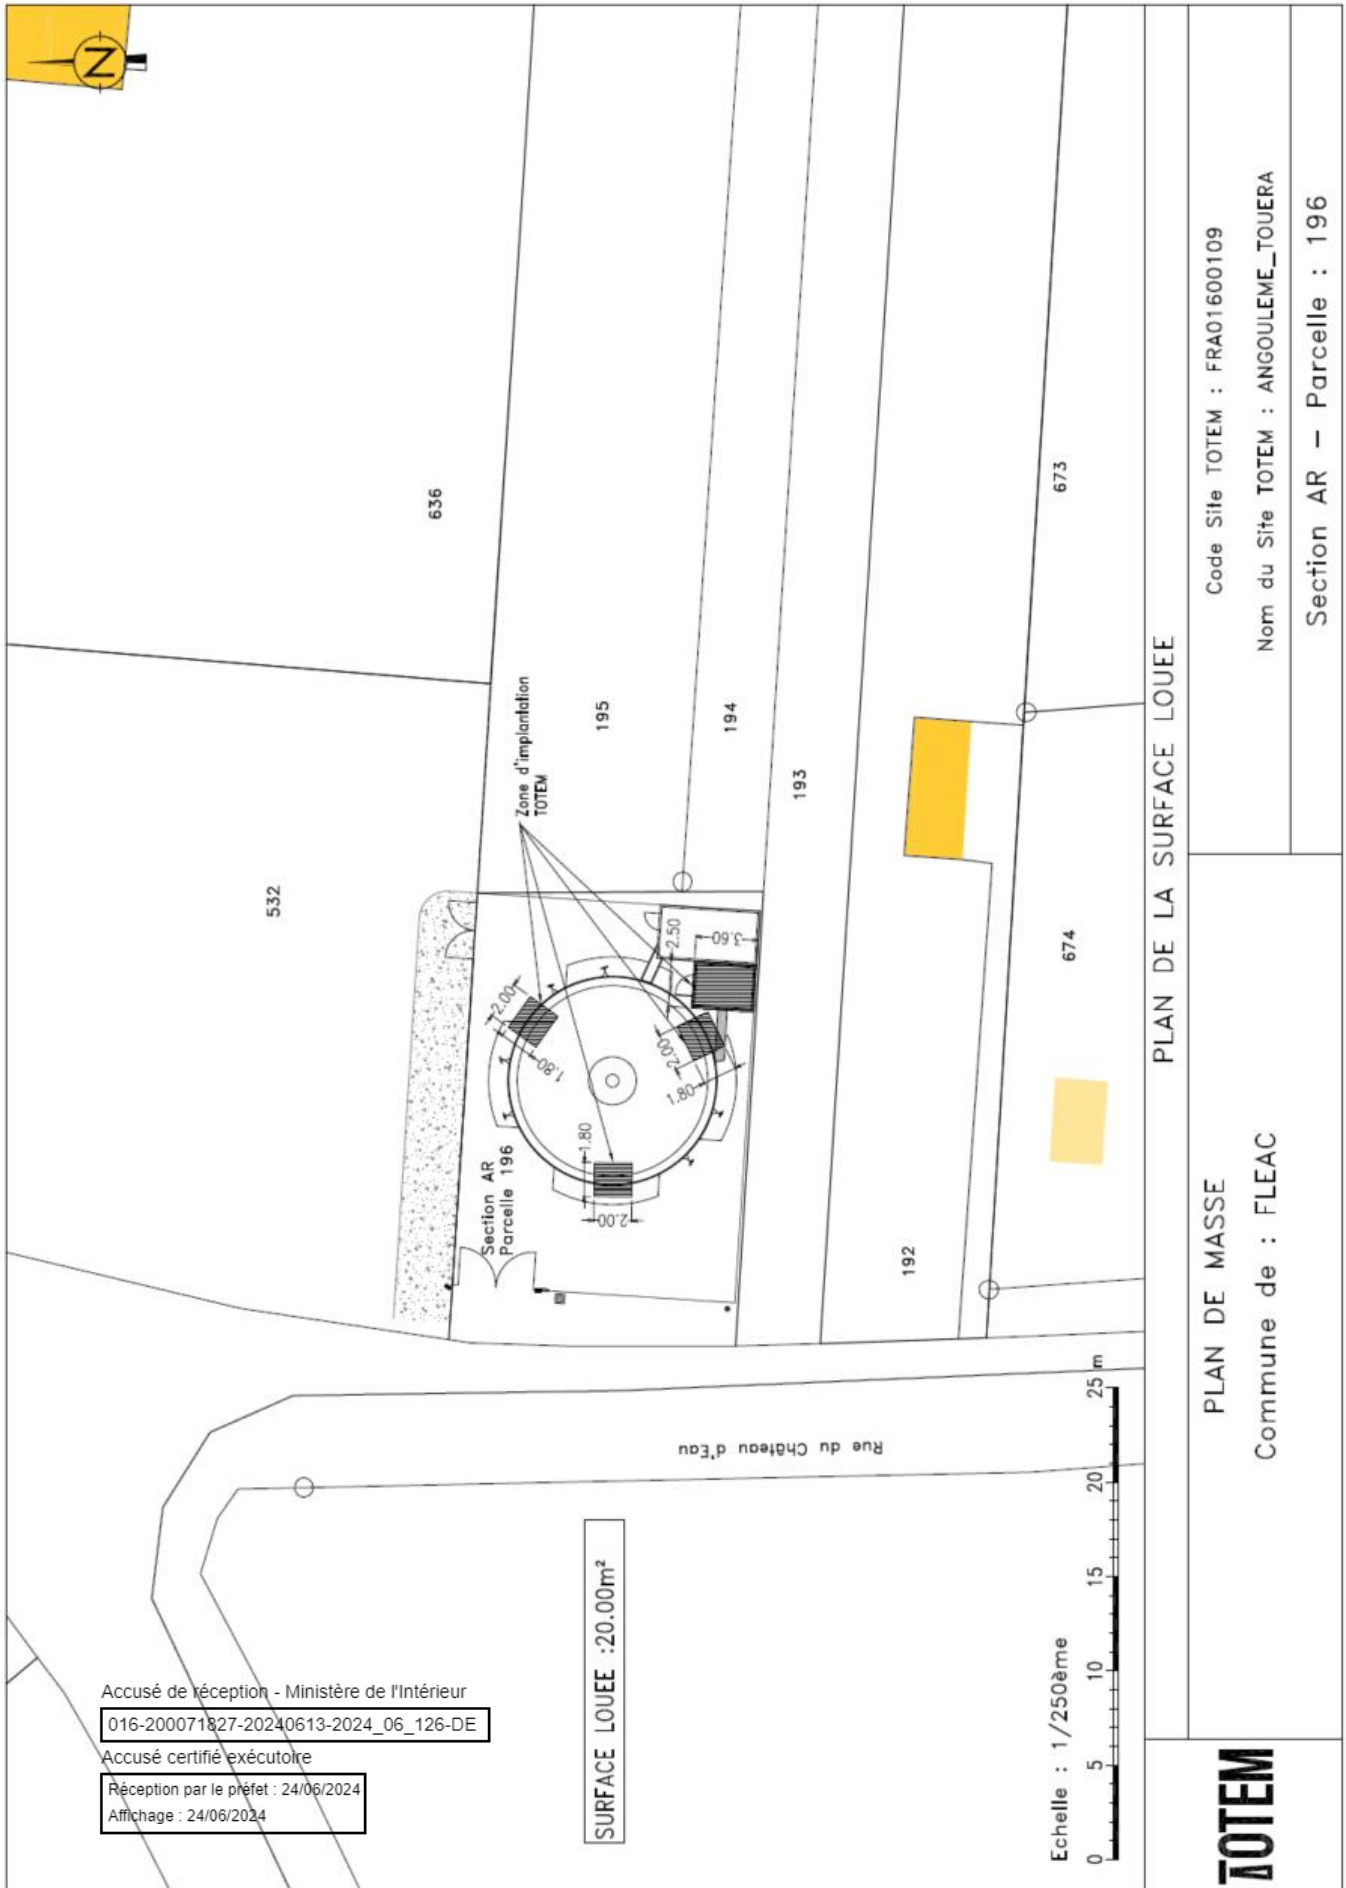 N
636
532
Zone d'implantation
TOTEM
195
194
193
673
674
192
Section AR
Parcelle 196
2.00
1.80
2.50
3.60
2.00
1.80
1.80
2.00
Rue du Château d'Eau
SURFACE LOUEE :20.00m²
Echelle : 1/250ème
0 5 10 15 20 25 m
Accusé de réception - Ministère de l'Intérieur
016-200071827-20240613-2024_06_126-DE
Accusé certifié exécutoire
Réception par le préfet : 24/06/2024
Affichage : 24/06/2024
PLAN DE LA SURFACE LOUEE
TOTEM
PLAN DE MASSE
Commune de : FLEAC
Code Site TOTEM : FRA01600109
Nom du Site TOTEM : ANGOULEME_TOUERA
Section AR – Parcelle : 196